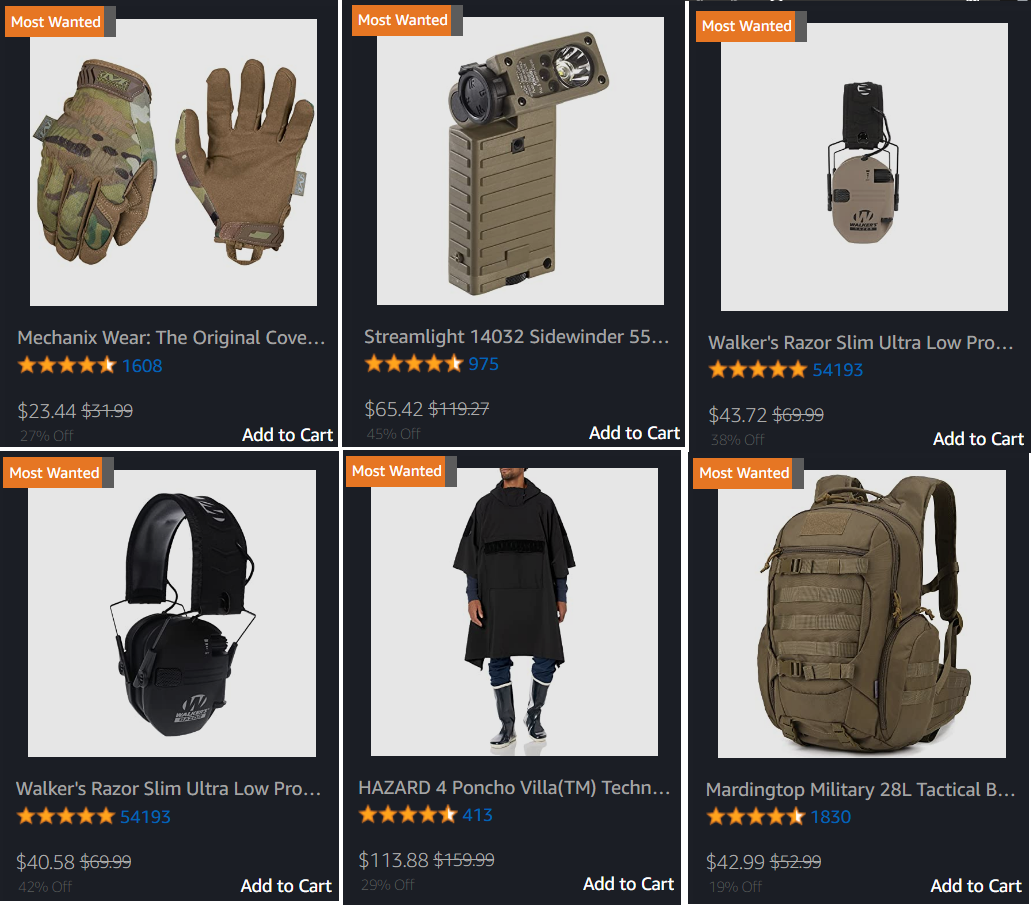 Most Wanted
Mechanix Wear: The Original Cove...
1608
$23.44 $31.99
27% Off
Add to Cart
Most Wanted
Streamlight 14032 Sidewinder 55...
975
$65.42 $119.27
45% Off
Add to Cart
Most Wanted
WALKER'S
RAZOR
Walker's Razor Slim Ultra Low Pro...
54193
$43.72 $69.99
38% Off
Add to Cart
Most Wanted
WALKER'S
RAZOR
Walker's Razor Slim Ultra Low Pro...
54193
$40.58 $69.99
42% Off
Add to Cart
Most Wanted
HAZARD 4 Poncho Villa(TM) Techn...
413
$113.88 $159.99
29% Off
Add to Cart
Most Wanted
Mardingtop Military 28L Tactical B...
1830
$42.99 $52.99
19% Off
Add to Cart